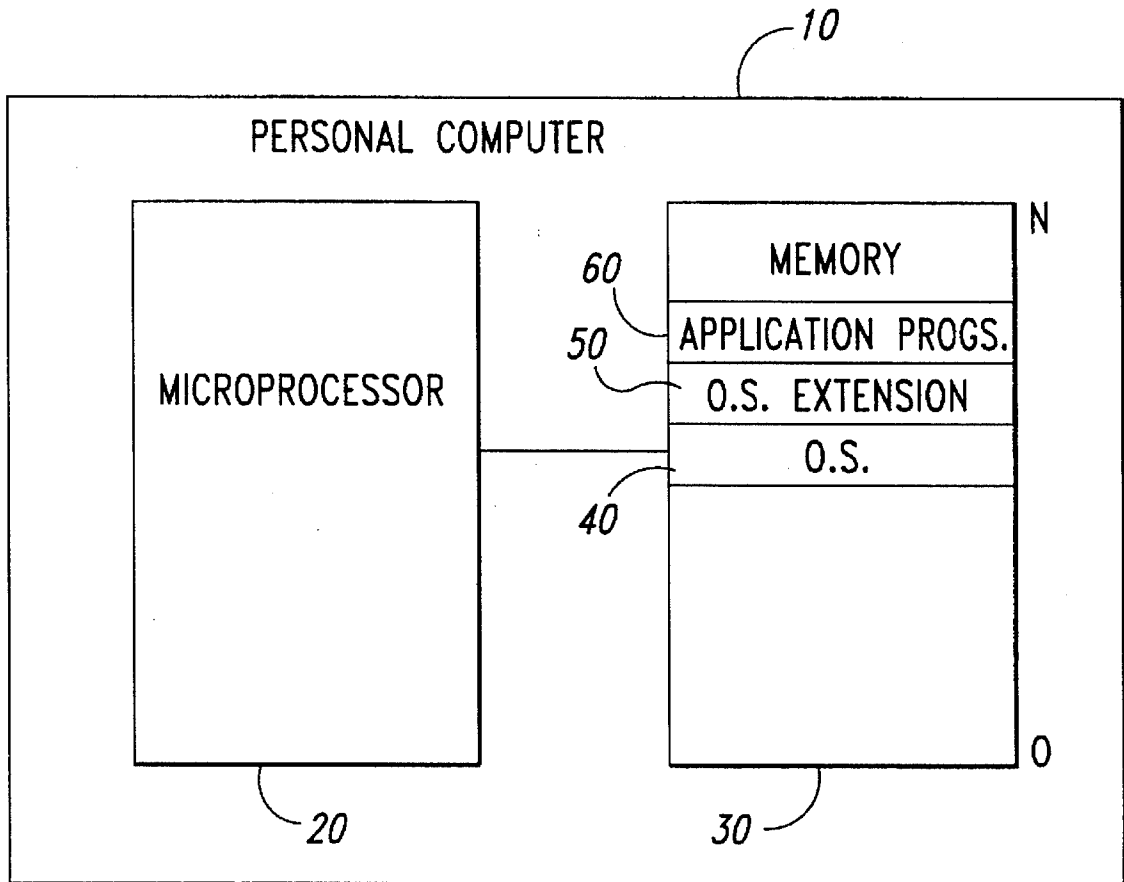 10
PERSONAL COMPUTER
N
MEMORY
60
APPLICATION PROGS.
50
O.S. EXTENSION
MICROPROCESSOR
O.S.
40
0
20
30